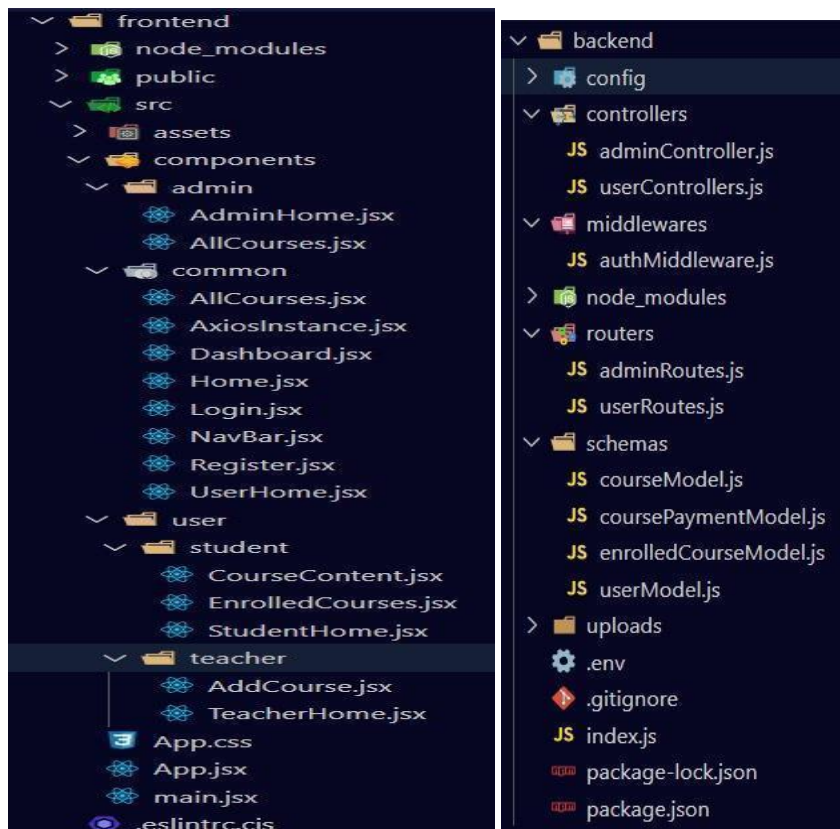 frontend
node_modules
public
src
assets
components
admin
AdminHome.jsx
AllCourses.jsx
common
AllCourses.jsx
AxiosInstance.jsx
Dashboard.jsx
Home.jsx
Login.jsx
NavBar.jsx
Register.jsx
UserHome.jsx
user
student
CourseContent.jsx
EnrolledCourses.jsx
StudentHome.jsx
teacher
AddCourse.jsx
TeacherHome.jsx
App.css
App.jsx
main.jsx
.eslintrc.cjs
backend
config
controllers
JS adminController.js
JS userControllers.js
middlewares
JS authMiddleware.js
node_modules
routers
JS adminRoutes.js
JS userRoutes.js
schemas
JS courseModel.js
JS coursePaymentModel.js
JS enrolledCourseModel.js
JS userModel.js
uploads
.env
.gitignore
JS index.js
package-lock.json
package.json